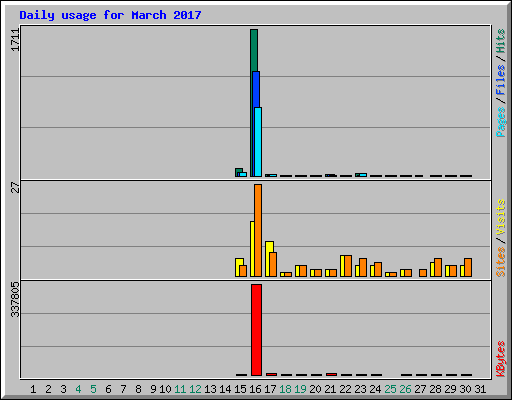 Daily usage for March 2017
1711
Pages / Files / Hits
27
Sites / Visits
337805
KBytes
1 2 3 4 5 6 7 8 9 10 11 12 13 14 15 16 17 18 19 20 21 22 23 24 25 26 27 28 29 30 31